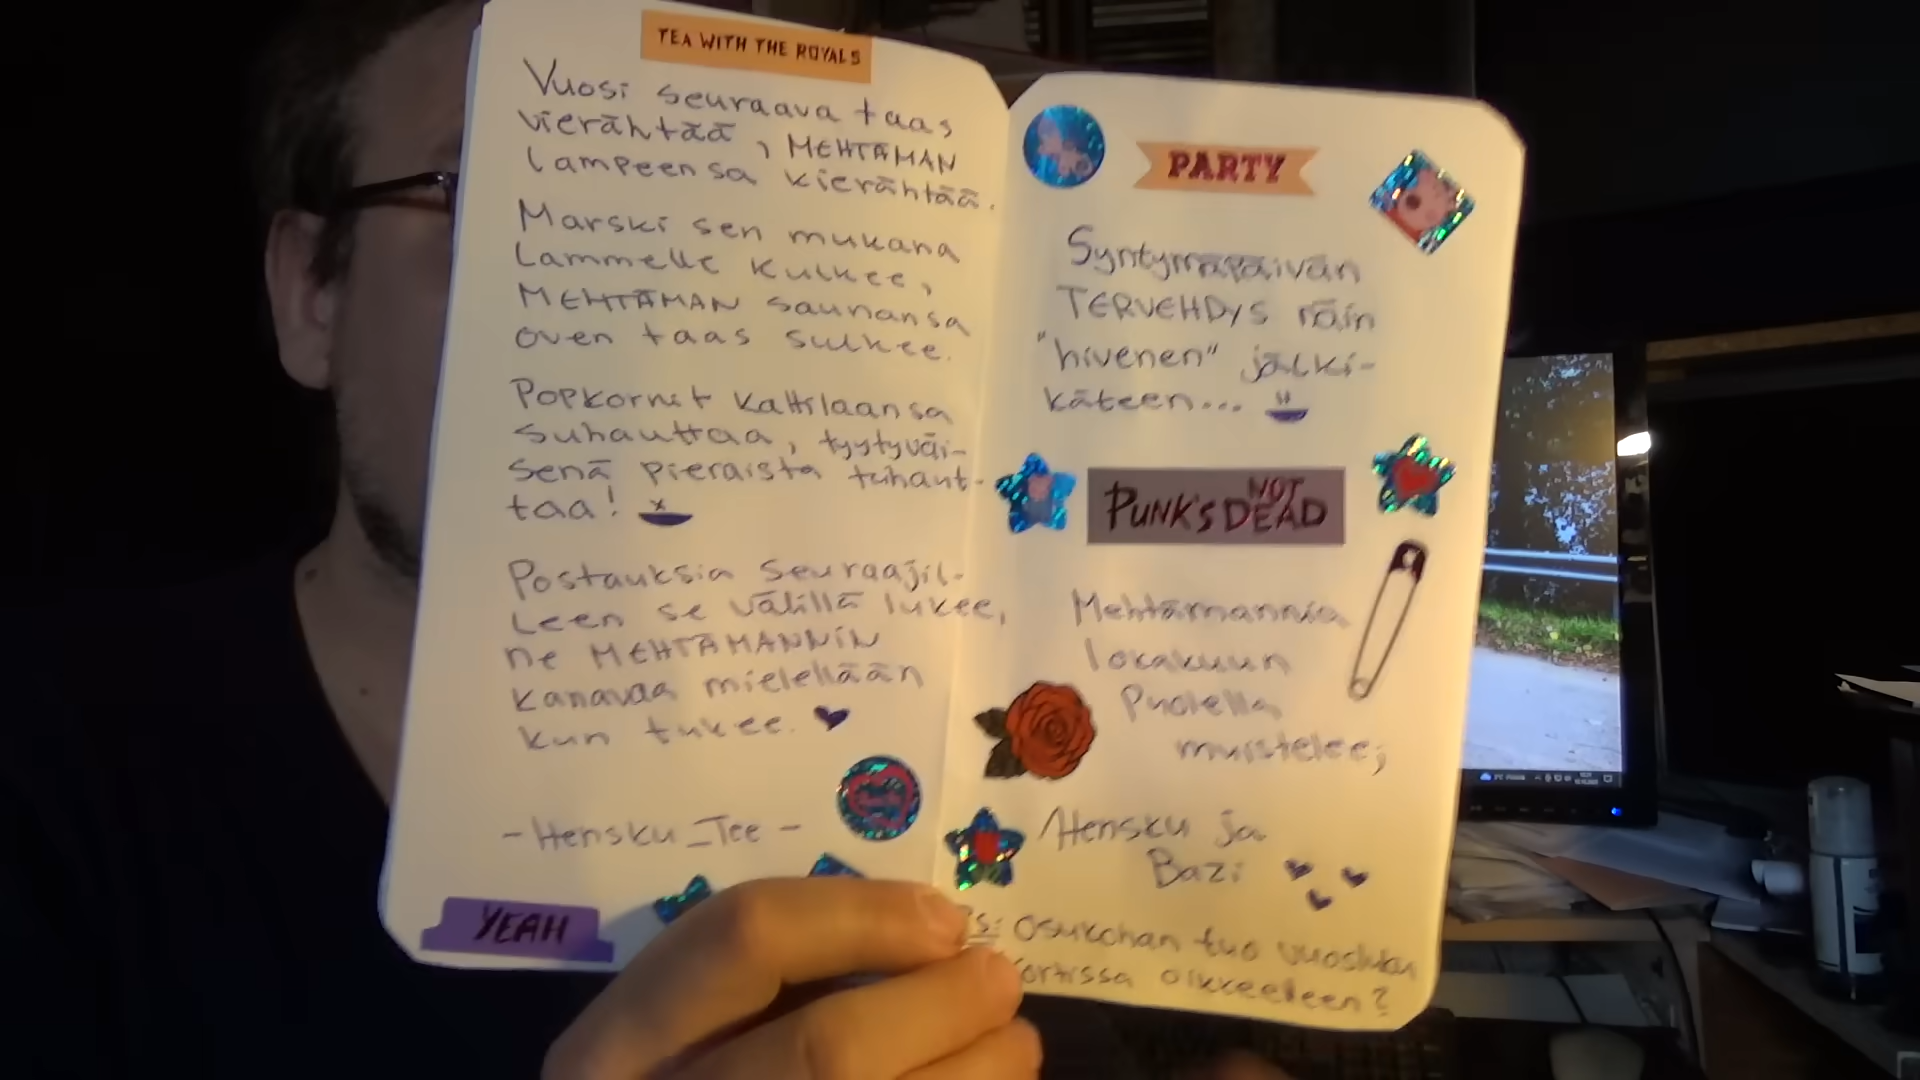 TEA WITH THE ROYALS
Vuosi seuraava taas
vierähtää, MEHTÄMAN
lampeensa kierähtää.
Marski sen mukana
Lammelle kulkee,
MEHTÄMAN saunansa
oven taas sulkee.
Popkornit kattilaansa
suhauttaa, tyytyväi-
senä pieraista tuhaut-
taa!
Postauksia seuraajil-
leen se välillä lukee,
ne MEHTÄMANNIN
kanavaa mielellään
kun tukee.
-Hensku_Tee-
YEAH
PARTY
Syntymäpäivän
TERVEHDYS näin
"hivenen" jälki-
käteen...
PUNK'S NOT DEAD
Mehtämannia
lokakuun
puolella
muistelee;
Hensku ja
Bazi
PS: Osukohan tuo vuosiluku
kortissa oikkeelleen?